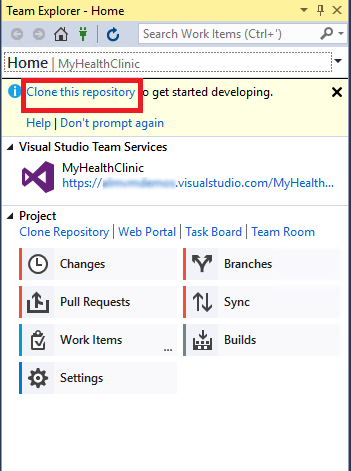 Team Explorer - Home
Search Work Items (Ctrl+')
Home | MyHealthClinic
Clone this repository to get started developing.
Help | Don't prompt again
Visual Studio Team Services
MyHealthClinic
https://.visualstudio.com/MyHealth...
Project
Clone Repository | Web Portal | Task Board | Team Room
Changes
Branches
Pull Requests
Sync
Work Items
...
Builds
Settings